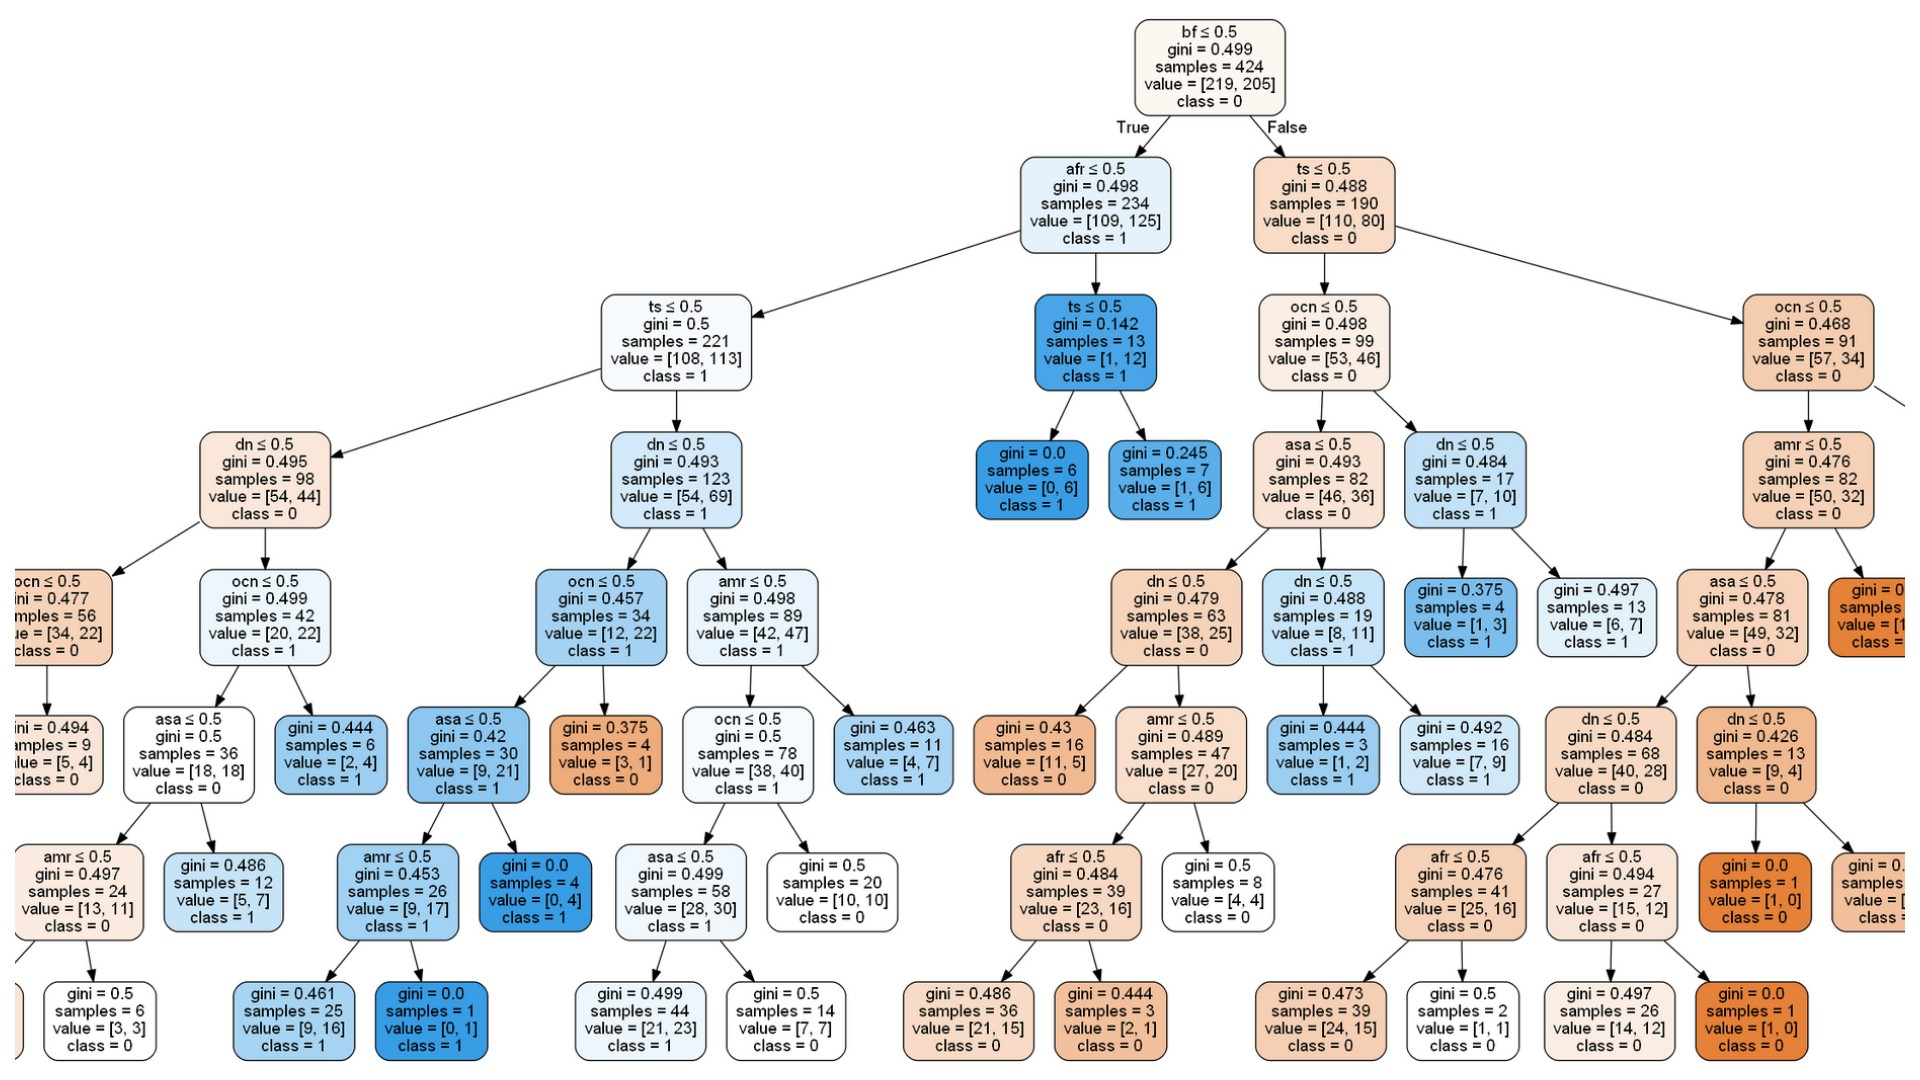 bf ≤ 0.5
gini = 0.499
samples = 424
value = [219, 205]
class = 0
True
False
afr ≤ 0.5
gini = 0.498
samples = 234
value = [109, 125]
class = 1
ts ≤ 0.5
gini = 0.488
samples = 190
value = [110, 80]
class = 0
ts ≤ 0.5
gini = 0.5
samples = 221
value = [108, 113]
class = 1
ts ≤ 0.5
gini = 0.142
samples = 13
value = [1, 12]
class = 1
ocn ≤ 0.5
gini = 0.498
samples = 99
value = [53, 46]
class = 0
ocn ≤ 0.5
gini = 0.468
samples = 91
value = [57, 34]
class = 0
dn ≤ 0.5
gini = 0.495
samples = 98
value = [54, 44]
class = 0
dn ≤ 0.5
gini = 0.493
samples = 123
value = [54, 69]
class = 1
gini = 0.0
samples = 6
value = [0, 6]
class = 1
gini = 0.245
samples = 7
value = [1, 6]
class = 1
asa ≤ 0.5
gini = 0.493
samples = 82
value = [46, 36]
class = 0
dn ≤ 0.5
gini = 0.484
samples = 17
value = [7, 10]
class = 1
amr ≤ 0.5
gini = 0.476
samples = 82
value = [50, 32]
class = 0
ocn ≤ 0.5
ini = 0.477
mples = 56
ue = [34, 22]
class = 0
ocn ≤ 0.5
gini = 0.499
samples = 42
value = [20, 22]
class = 1
ocn ≤ 0.5
gini = 0.457
samples = 34
value = [12, 22]
class = 1
amr ≤ 0.5
gini = 0.498
samples = 89
value = [42, 47]
class = 1
dn ≤ 0.5
gini = 0.479
samples = 63
value = [38, 25]
class = 0
dn ≤ 0.5
gini = 0.488
samples = 19
value = [8, 11]
class = 1
gini = 0.375
samples = 4
value = [1, 3]
class = 1
gini = 0.497
samples = 13
value = [6, 7]
class = 1
asa ≤ 0.5
gini = 0.478
samples = 81
value = [49, 32]
class = 0
gini = 0
samples
value = [1
class =
ini = 0.494
amples = 9
lue = [5, 4]
class = 0
asa ≤ 0.5
gini = 0.5
samples = 36
value = [18, 18]
class = 0
gini = 0.444
samples = 6
value = [2, 4]
class = 1
asa ≤ 0.5
gini = 0.42
samples = 30
value = [9, 21]
class = 1
gini = 0.375
samples = 4
value = [3, 1]
class = 0
ocn ≤ 0.5
gini = 0.5
samples = 78
value = [38, 40]
class = 1
gini = 0.463
samples = 11
value = [4, 7]
class = 1
gini = 0.43
samples = 16
value = [11, 5]
class = 0
amr ≤ 0.5
gini = 0.489
samples = 47
value = [27, 20]
class = 0
gini = 0.444
samples = 3
value = [1, 2]
class = 1
gini = 0.492
samples = 16
value = [7, 9]
class = 1
dn ≤ 0.5
gini = 0.484
samples = 68
value = [40, 28]
class = 0
dn ≤ 0.5
gini = 0.426
samples = 13
value = [9, 4]
class = 0
amr ≤ 0.5
gini = 0.497
samples = 24
value = [13, 11]
class = 0
gini = 0.486
samples = 12
value = [5, 7]
class = 1
amr ≤ 0.5
gini = 0.453
samples = 26
value = [9, 17]
class = 1
gini = 0.0
samples = 4
value = [0, 4]
class = 1
asa ≤ 0.5
gini = 0.499
samples = 58
value = [28, 30]
class = 1
gini = 0.5
samples = 20
value = [10, 10]
class = 0
afr ≤ 0.5
gini = 0.484
samples = 39
value = [23, 16]
class = 0
gini = 0.5
samples = 8
value = [4, 4]
class = 0
afr ≤ 0.5
gini = 0.476
samples = 41
value = [25, 16]
class = 0
afr ≤ 0.5
gini = 0.494
samples = 27
value = [15, 12]
class = 0
gini = 0.0
samples = 1
value = [1, 0]
class = 0
gini = 0.
samples
value = [
class =
gini = 0.5
samples = 6
value = [3, 3]
class = 0
gini = 0.461
samples = 25
value = [9, 16]
class = 1
gini = 0.0
samples = 1
value = [0, 1]
class = 1
gini = 0.499
samples = 44
value = [21, 23]
class = 1
gini = 0.5
samples = 14
value = [7, 7]
class = 0
gini = 0.486
samples = 36
value = [21, 15]
class = 0
gini = 0.444
samples = 3
value = [2, 1]
class = 0
gini = 0.473
samples = 39
value = [24, 15]
class = 0
gini = 0.5
samples = 2
value = [1, 1]
class = 0
gini = 0.497
samples = 26
value = [14, 12]
class = 0
gini = 0.0
samples = 1
value = [1, 0]
class = 0